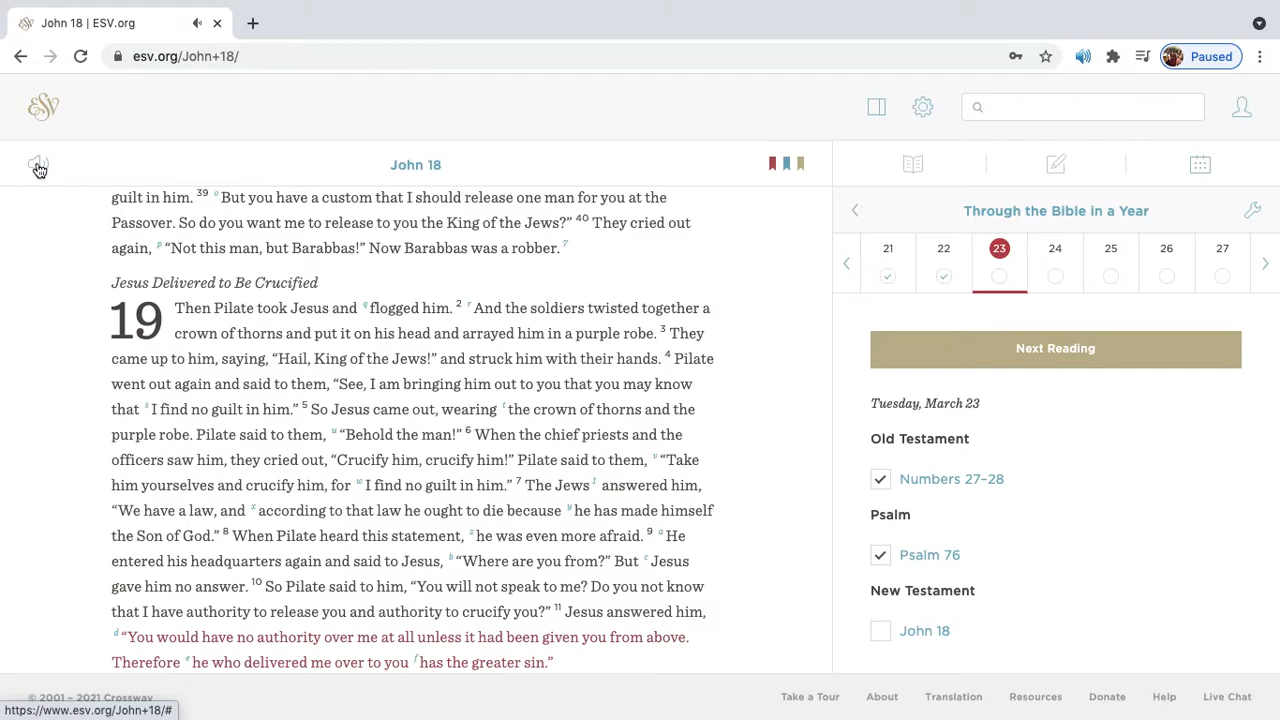 John 18 | ESV.org
esv.org/John+18/
Paused
ESV
John 18
guilt in him. 39 o But you have a custom that I should release one man for you at the
Passover. So do you want me to release to you the King of the Jews?” 40 They cried out
again, p “Not this man, but Barabbas!” Now Barabbas was a robber. 7
Jesus Delivered to Be Crucified
19 Then Pilate took Jesus and q flogged him. 2 r And the soldiers twisted together a
crown of thorns and put it on his head and arrayed him in a purple robe. 3 They
came up to him, saying, “Hail, King of the Jews!” and struck him with their hands. 4 Pilate
went out again and said to them, “See, I am bringing him out to you that you may know
that s I find no guilt in him.” 5 So Jesus came out, wearing t the crown of thorns and the
purple robe. Pilate said to them, u “Behold the man!” 6 When the chief priests and the
officers saw him, they cried out, “Crucify him, crucify him!” Pilate said to them, v “Take
him yourselves and crucify him, for w I find no guilt in him.” 7 The Jews 1 answered him,
“We have a law, and x according to that law he ought to die because y he has made himself
the Son of God.” 8 When Pilate heard this statement, z he was even more afraid. 9 a He
entered his headquarters again and said to Jesus, b “Where are you from?” But c Jesus
gave him no answer. 10 So Pilate said to him, “You will not speak to me? Do you not know
that I have authority to release you and authority to crucify you?” 11 Jesus answered him,
d “You would have no authority over me at all unless it had been given you from above.
Therefore e he who delivered me over to you f has the greater sin.”
Through the Bible in a Year
21 22 23 24 25 26 27
Next Reading
Tuesday, March 23
Old Testament
Numbers 27–28
Psalm
Psalm 76
New Testament
John 18
© 2001 – 2021 Crossway
Take a Tour About Translation Resources Donate Help Live Chat
https://www.esv.org/John+18/#